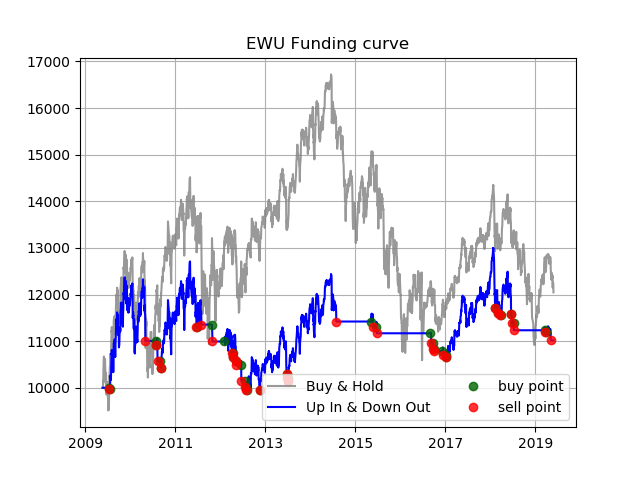 EWU Funding curve
17000
16000
15000
14000
13000
12000
11000
10000
2009
2011
2013
2015
2017
2019
Buy & Hold
Up In & Down Out
buy point
sell point